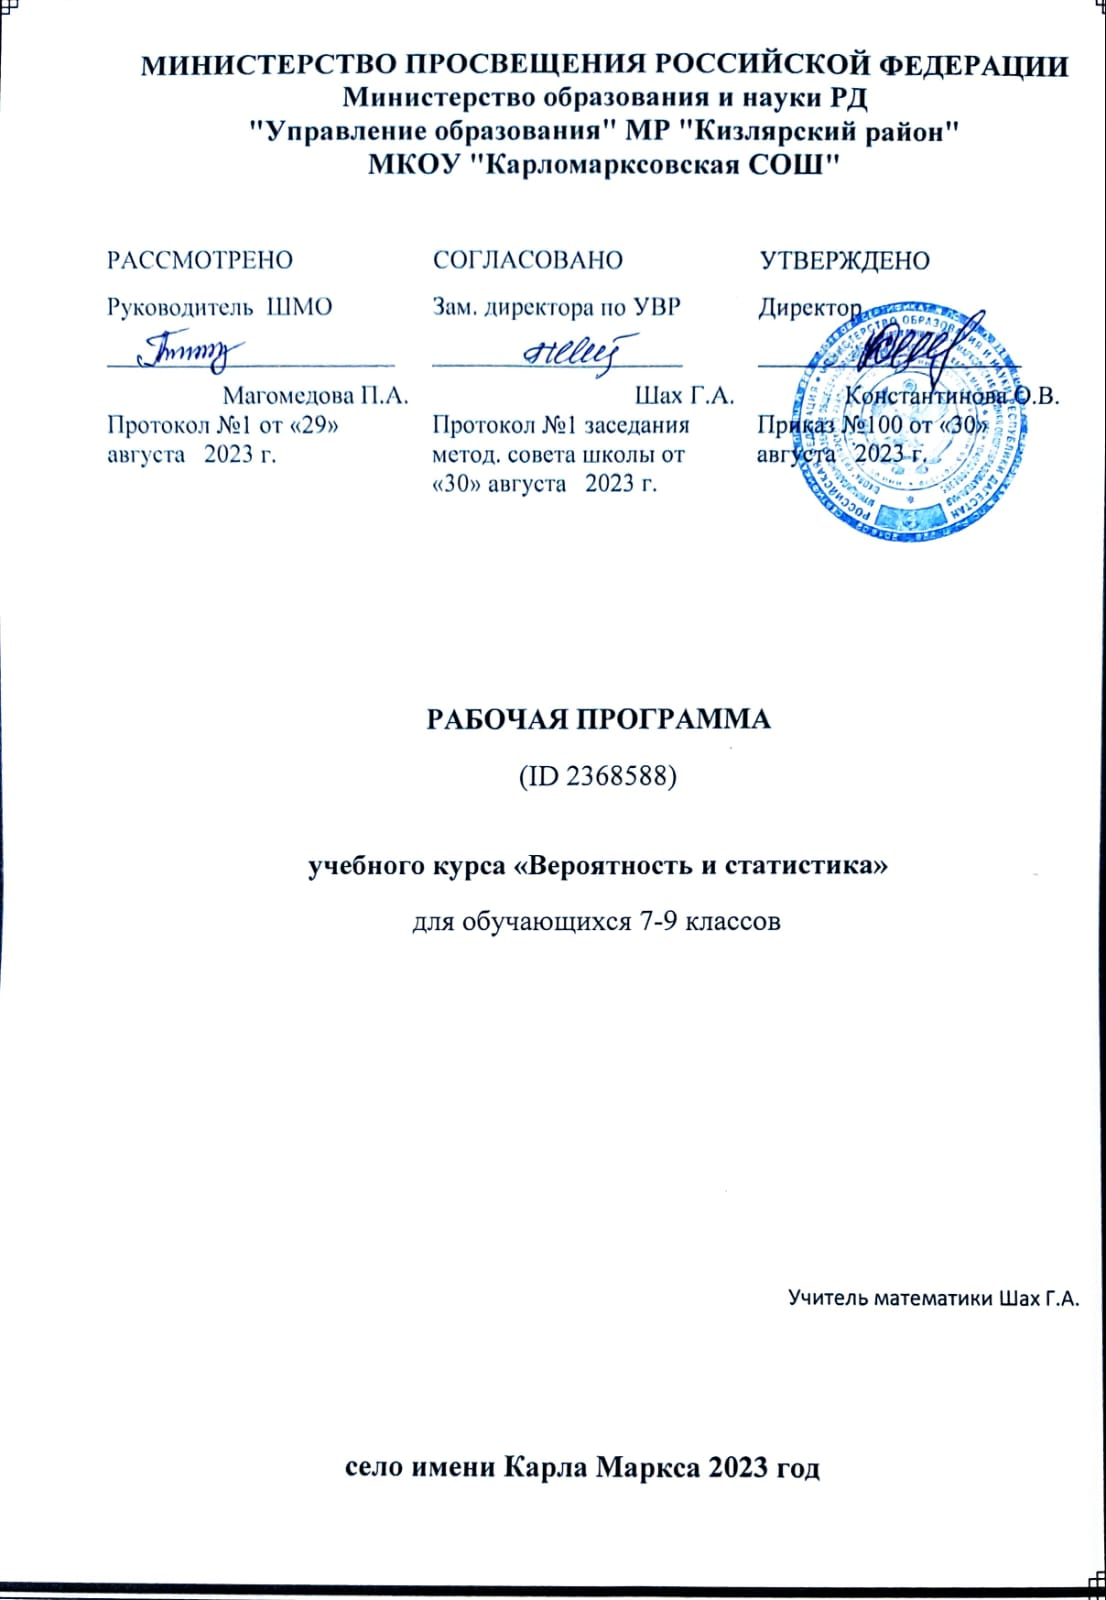 МИНИСТЕРСТВО ПРОСВЕЩЕНИЯ РОССИЙСКОЙ ФЕДЕРАЦИИ
Министерство образования и науки РД
"Управление образования" МР "Кизлярский район"
МКОУ "Карломарксовская СОШ"
РАССМОТРЕНО
Руководитель ШМО
Магомедова П.А.
Протокол №1 от «29»
августа 2023 г.
СОГЛАСОВАНО
Зам. директора по УВР
Шах Г.А.
Протокол №1 заседания
метод. совета школы от
«30» августа 2023 г.
УТВЕРЖДЕНО
Директор
Константинова О.В.
Приказ №100 от «30»
августа 2023 г.
РАБОЧАЯ ПРОГРАММА
(ID 2368588)
учебного курса «Вероятность и статистика»
для обучающихся 7-9 классов
Учитель математики Шах Г.А.
село имени Карла Маркса 2023 год